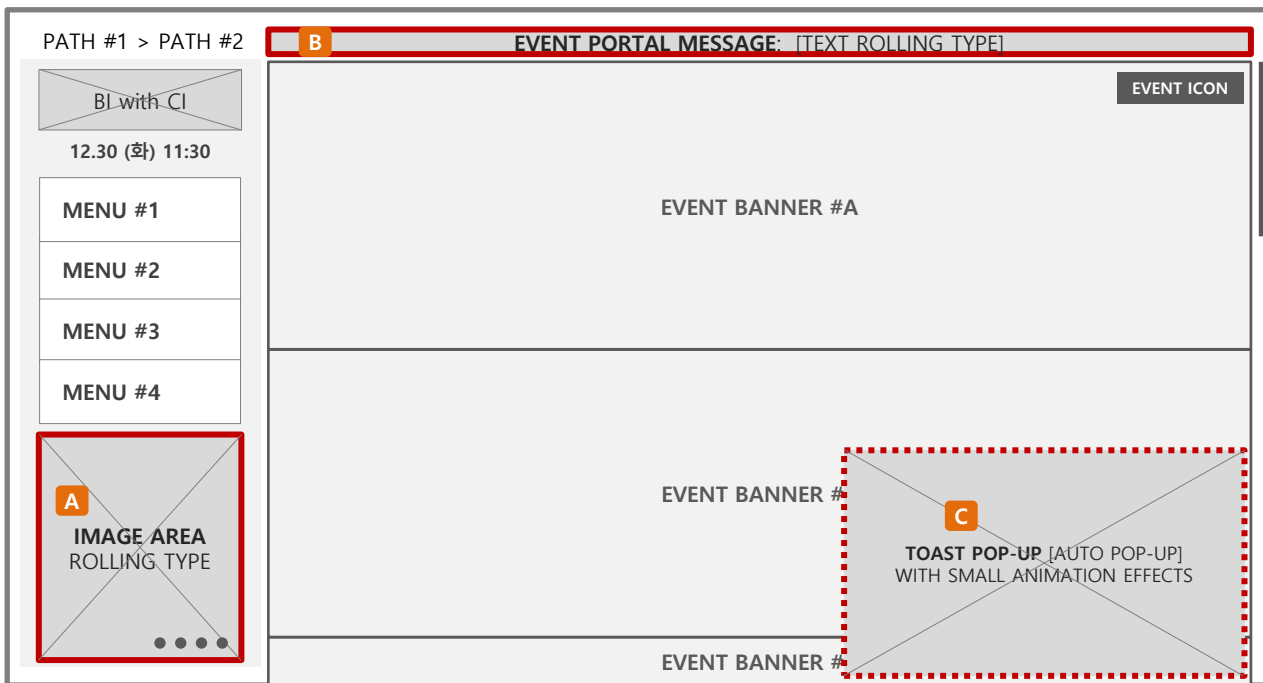 PATH #1 > PATH #2
B
EVENT PORTAL MESSAGE: [TEXT ROLLING TYPE]
BI with CI
12.30 (화) 11:30
MENU #1
MENU #2
MENU #3
MENU #4
A
IMAGE AREA
ROLLING TYPE
EVENT ICON
EVENT BANNER #A
EVENT BANNER #
C
TOAST POP-UP [AUTO POP-UP]
WITH SMALL ANIMATION EFFECTS
EVENT BANNER #